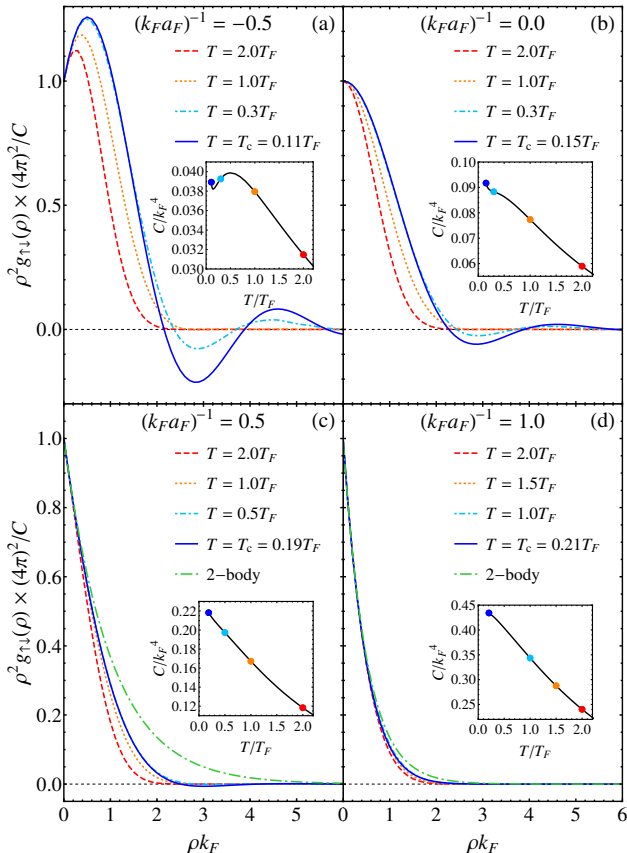 (k_F a_F)^{-1} = −0.5 (a)
T = 2.0T_F
T = 1.0T_F
T = 0.3T_F
T = T_c = 0.11T_F
ρ² g↑↓(ρ) × (4π)²/C
1.0
0.5
0.0
C/k_F^4
0.040
0.038
0.036
0.034
0.032
0.030
0.0 0.5 1.0 1.5 2.0
T/T_F
(k_F a_F)^{-1} = 0.0 (b)
T = 2.0T_F
T = 1.0T_F
T = 0.3T_F
T = T_c = 0.15T_F
C/k_F^4
0.10
0.09
0.08
0.07
0.06
0.0 0.5 1.0 1.5 2.0
T/T_F
(k_F a_F)^{-1} = 0.5 (c)
T = 2.0T_F
T = 1.0T_F
T = 0.5T_F
T = T_c = 0.19T_F
2−body
ρ² g↑↓(ρ) × (4π)²/C
1.0
0.8
0.6
0.4
0.2
0.0
C/k_F^4
0.22
0.20
0.18
0.16
0.14
0.12
0.0 0.5 1.0 1.5 2.0
T/T_F
0 1 2 3 4 5
ρk_F
(k_F a_F)^{-1} = 1.0 (d)
T = 2.0T_F
T = 1.5T_F
T = 1.0T_F
T = T_c = 0.21T_F
2−body
C/k_F^4
0.45
0.40
0.35
0.30
0.25
0.0 0.5 1.0 1.5 2.0
T/T_F
0 1 2 3 4 5 6
ρk_F